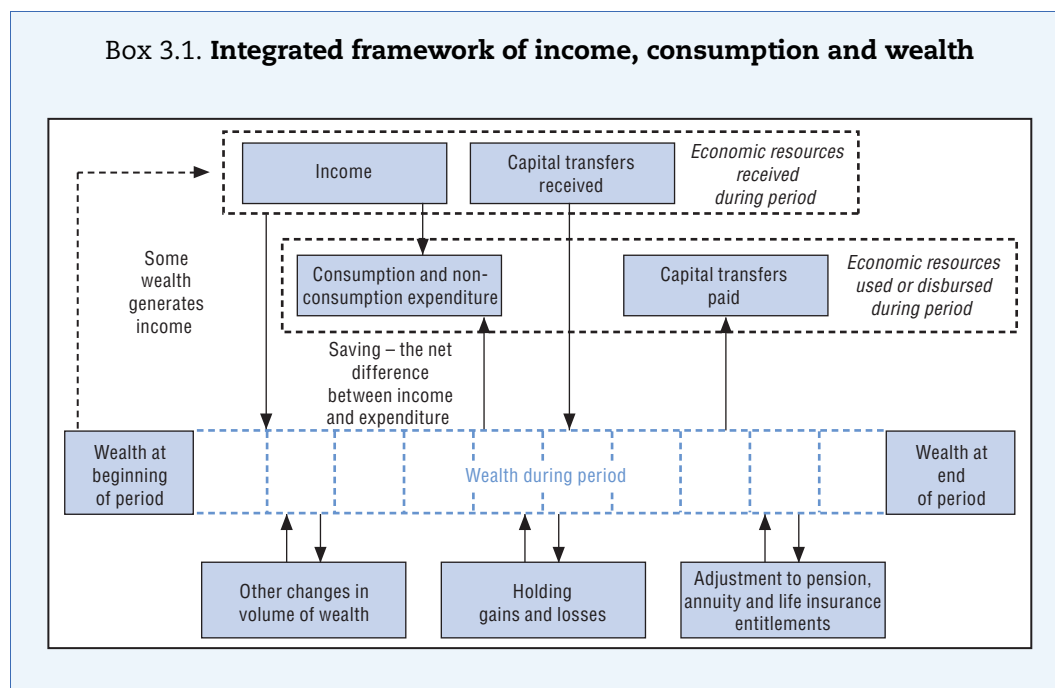 Box 3.1. Integrated framework of income, consumption and wealth
Income
Capital transfers
received
Economic resources
received
during period
Some
wealth
generates
income
Consumption and non-
consumption expenditure
Capital transfers
paid
Economic resources
used or disbursed
during period
Saving – the net
difference
between income
and expenditure
Wealth at
beginning
of period
Wealth during period
Wealth at
end
of period
Other changes in
volume of wealth
Holding
gains and losses
Adjustment to pension,
annuity and life insurance
entitlements